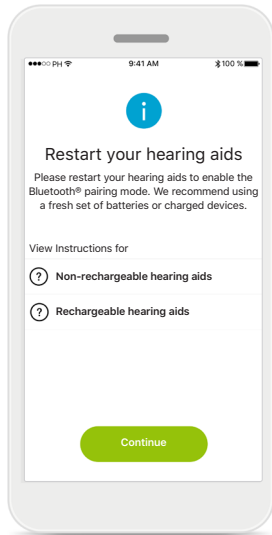 PH 9:41 AM 100 %
i
Restart your hearing aids
Please restart your hearing aids to enable the
Bluetooth® pairing mode. We recommend using
a fresh set of batteries or charged devices.
View Instructions for
? Non-rechargeable hearing aids
? Rechargeable hearing aids
Continue